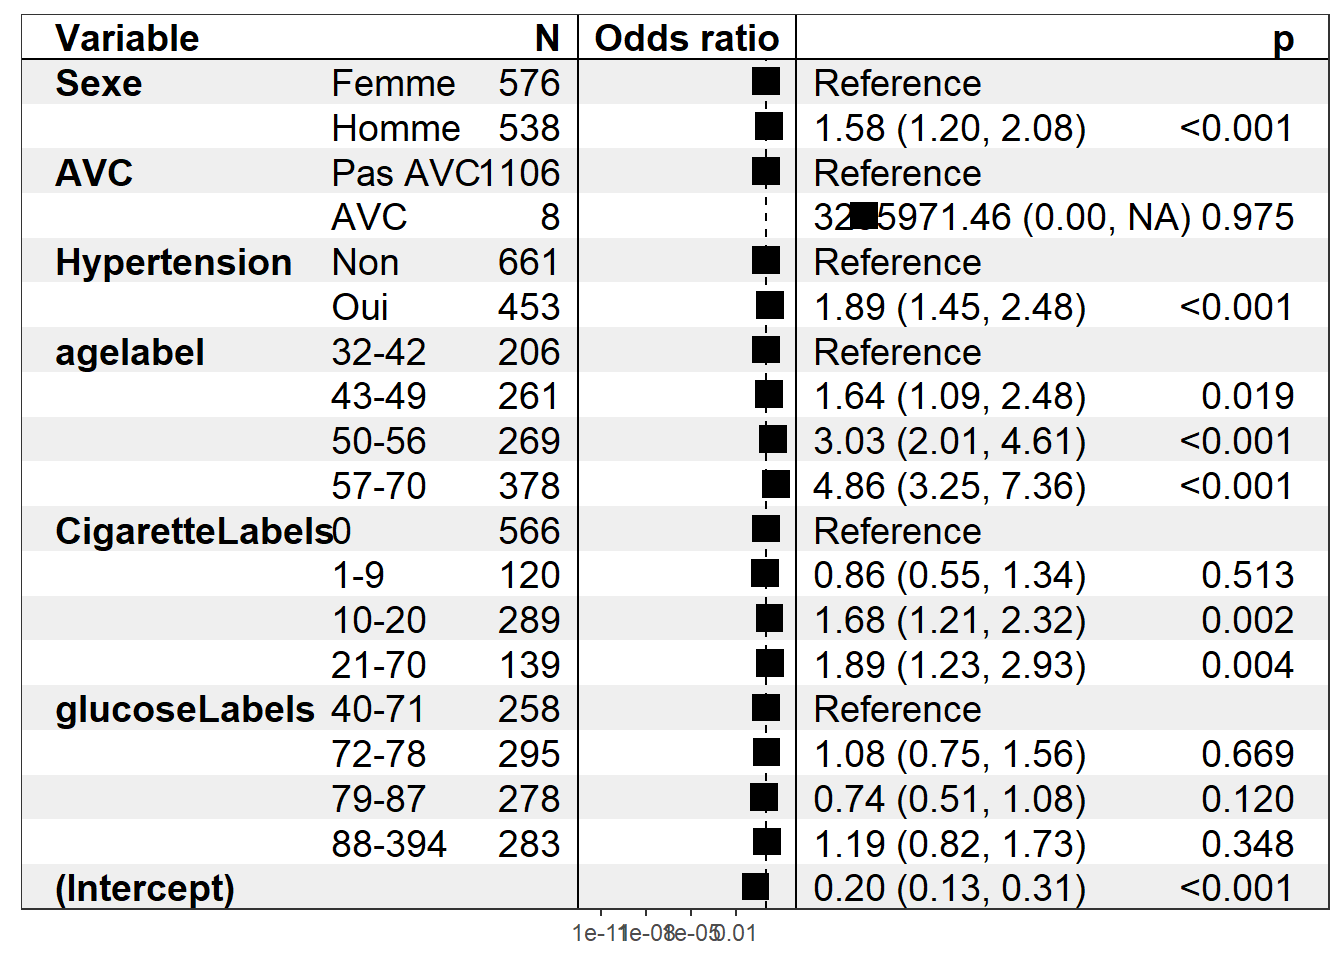 Variable N Odds ratio p
Sexe Femme 576 Reference
Homme 538 1.58 (1.20, 2.08) <0.001
AVC Pas AVC 1106 Reference
AVC 8 (0.00, NA) 0.975
Hypertension Non 661 Reference
Oui 453 1.89 (1.45, 2.48) <0.001
agelabel 32-42 206 Reference
43-49 261 1.64 (1.09, 2.48) 0.019
50-56 269 3.03 (2.01, 4.61) <0.001
57-70 378 4.86 (3.25, 7.36) <0.001
CigaretteLabels 0 566 Reference
1-9 120 0.86 (0.55, 1.34) 0.513
10-20 289 1.68 (1.21, 2.32) 0.002
21-70 139 1.89 (1.23, 2.93) 0.004
glucoseLabels 40-71 258 Reference
72-78 295 1.08 (0.75, 1.56) 0.669
79-87 278 0.74 (0.51, 1.08) 0.120
88-394 283 1.19 (0.82, 1.73) 0.348
(Intercept) 0.20 (0.13, 0.31) <0.001
1e-11 1e-08 1e-05 0.01